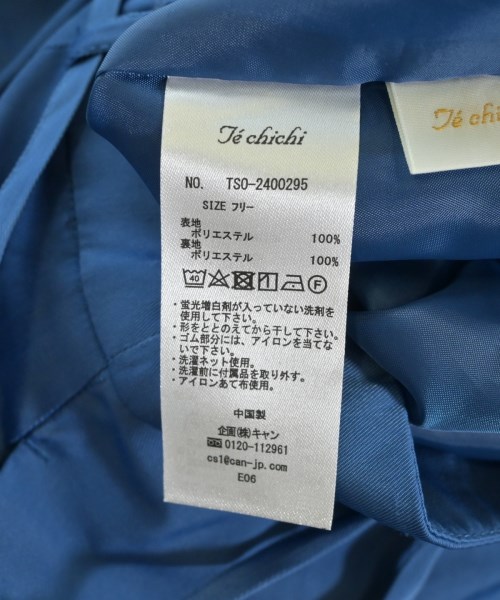 Té chichi
Té chi
NO. TSO-2400295
SIZE フリー
表地
ポリエステル 100%
裏地
ポリエステル 100%
40 F
・蛍光増白剤が入っていない洗剤を
使用して下さい。
・形をととのえてから干して下さい。
・ゴム部分には、アイロンを当てな
いで下さい。
・洗濯ネット使用。
・洗濯前に付属品を取り外す。
・アイロンあて布使用。
中国製
企画(株)キャン
0120-112961
cs1@can-jp.com
E06